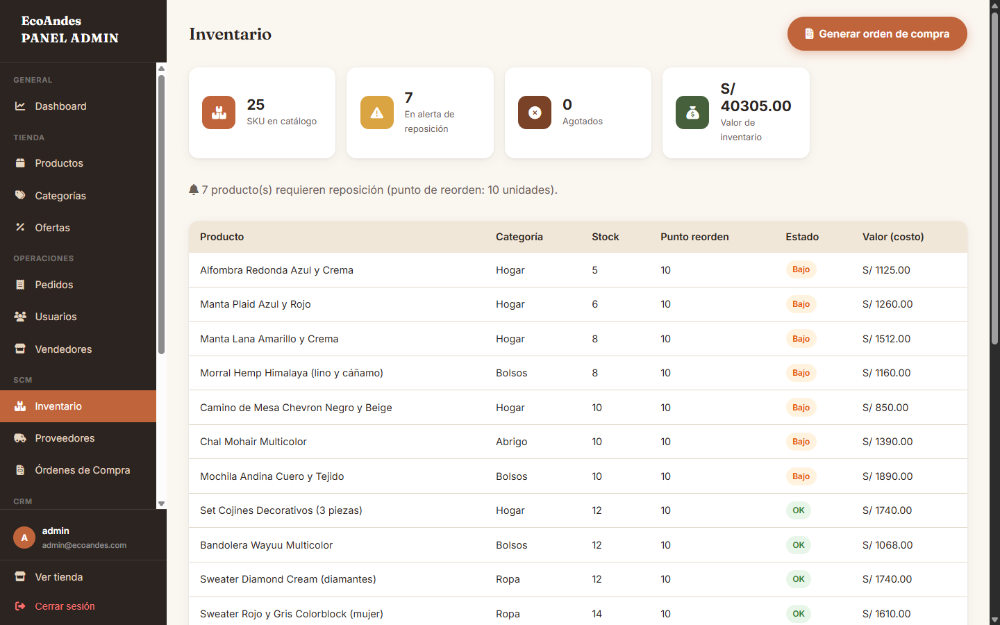 EcoAndes
PANEL ADMIN
GENERAL
Dashboard
TIENDA
Productos
Categorías
Ofertas
OPERACIONES
Pedidos
Usuarios
Vendedores
SCM
Inventario
Proveedores
Órdenes de Compra
CRM
A
admin
admin@ecoandes.com
Ver tienda
Cerrar sesión
Inventario
Generar orden de compra
25
SKU en catálogo
7
En alerta de
reposición
0
Agotados
S/
40305.00
Valor de
inventario
7 producto(s) requieren reposición (punto de reorden: 10 unidades).
Producto Categoría Stock Punto reorden Estado Valor (costo)
Alfombra Redonda Azul y Crema Hogar 5 10 Bajo S/ 1125.00
Manta Plaid Azul y Rojo Hogar 6 10 Bajo S/ 1260.00
Manta Lana Amarillo y Crema Hogar 8 10 Bajo S/ 1512.00
Morral Hemp Himalaya (lino y cáñamo) Bolsos 8 10 Bajo S/ 1160.00
Camino de Mesa Chevron Negro y Beige Hogar 10 10 Bajo S/ 850.00
Chal Mohair Multicolor Abrigo 10 10 Bajo S/ 1390.00
Mochila Andina Cuero y Tejido Bolsos 10 10 Bajo S/ 1890.00
Set Cojines Decorativos (3 piezas) Hogar 12 10 OK S/ 1740.00
Bandolera Wayuu Multicolor Bolsos 12 10 OK S/ 1068.00
Sweater Diamond Cream (diamantes) Ropa 12 10 OK S/ 1740.00
Sweater Rojo y Gris Colorblock (mujer) Ropa 14 10 OK S/ 1610.00